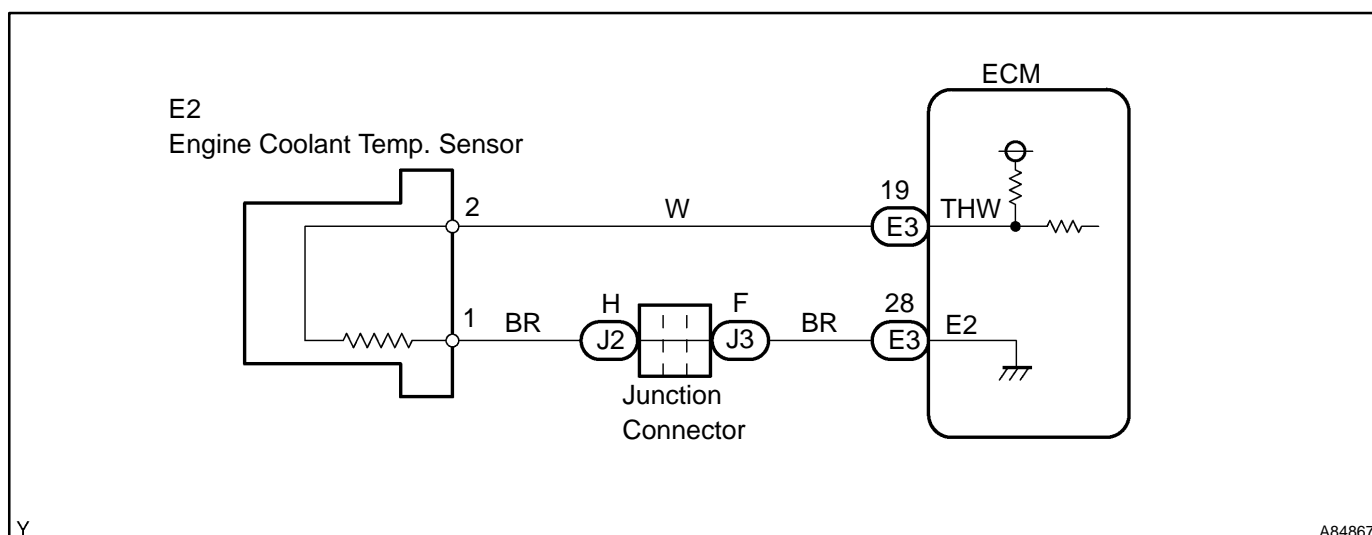 ECM
E2
Engine Coolant Temp. Sensor
2
W
19
E3
THW
1
BR
H
J2
F
J3
BR
28
E3
E2
Junction
Connector
Y
A84867